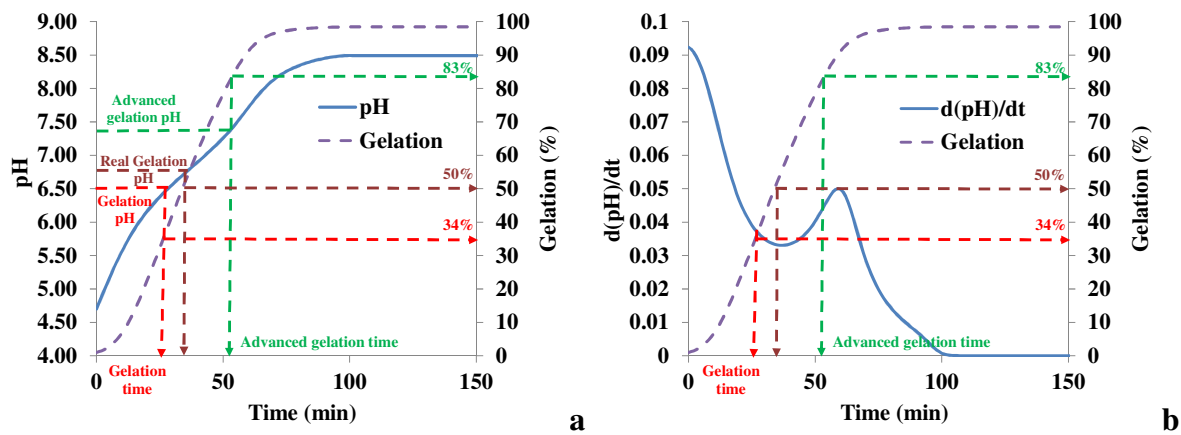 9.00
8.50
8.00
7.50
7.00
6.50
6.00
5.50
5.00
4.50
4.00
pH
100
90
80
70
60
50
40
30
20
10
0
Gelation (%)
83%
50%
34%
Advanced
gelation pH
Real Gelation
pH
Gelation
pH
pH
Gelation
Advanced gelation time
0
50
100
150
Gelation
time
Time (min)
a
0.1
0.09
0.08
0.07
0.06
0.05
0.04
0.03
0.02
0.01
0
d(pH)/dt
100
90
80
70
60
50
40
30
20
10
0
Gelation (%)
83%
50%
34%
d(pH)/dt
Gelation
Advanced gelation time
0
50
100
150
Gelation
time
Time (min)
b